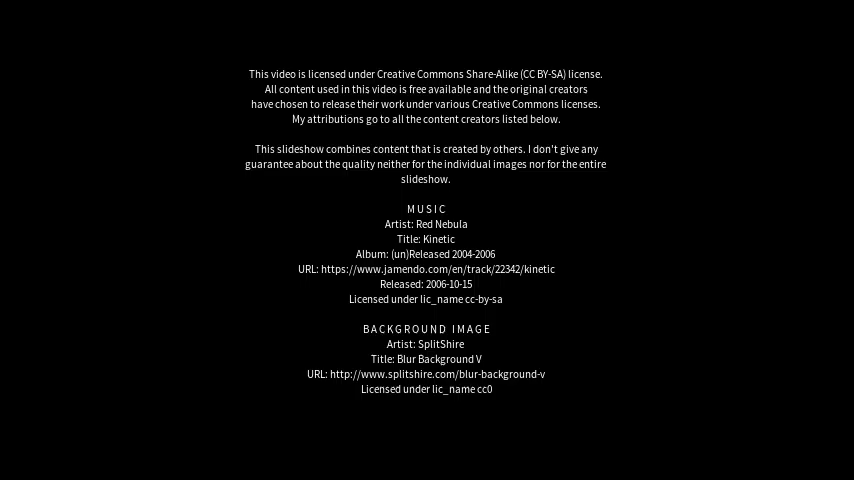 This video is licensed under Creative Commons Share-Alike (CC BY-SA) license.
All content used in this video is free available and the original creators
have chosen to release their work under various Creative Commons licenses.
My attributions go to all the content creators listed below.
This slideshow combines content that is created by others. I don't give any
guarantee about the quality neither for the individual images nor for the entire
slideshow.
MUSIC
Artist: Red Nebula
Title: Kinetic
Album: (un)Released 2004-2006
URL: https://www.jamendo.com/en/track/22342/kinetic
Released: 2006-10-15
Licensed under lic_name cc-by-sa
BACKGROUND IMAGE
Artist: SplitShire
Title: Blur Background V
URL: http://www.splitshire.com/blur-background-v
Licensed under lic_name cc0